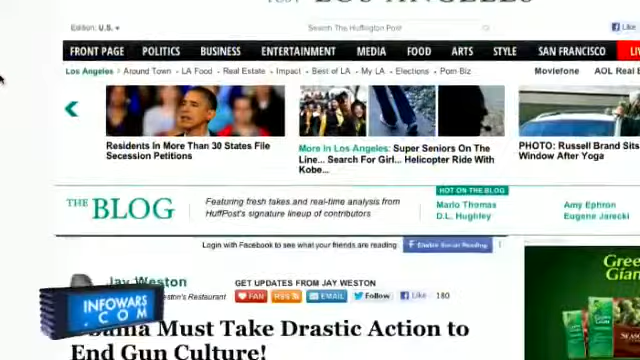 LOS ANGELES
Edition: U.S.
Search The Huffington Post
Like
FRONT PAGE POLITICS BUSINESS ENTERTAINMENT MEDIA FOOD ARTS STYLE SAN FRANCISCO
Los Angeles • Around Town • LA Food • Real Estate • Impact • Best of LA • My LA • Elections • Porn Biz
Moviefone AOL Real
Residents In More Than 30 States File
Secession Petitions
More In Los Angeles: Super Seniors On The
Line... Search For Girl... Helicopter Ride With
Kobe...
PHOTO: Russell Brand Sits
Window After Yoga
THE BLOG
Featuring fresh takes and real-time analysis from
HuffPost's signature lineup of contributors
HOT ON THE BLOG
Marlo Thomas
D.L. Hughley
Amy Ephron
Eugene Jarecki
Login with Facebook to see what your friends are reading
Enable Social Reading
Jay Weston
GET UPDATES FROM JAY WESTON
Weston's Restaurant
FAN RSS EMAIL Follow Like 180
INFOWARS
.COM
Obama Must Take Drastic Action to
End Gun Culture!
Green
Giant